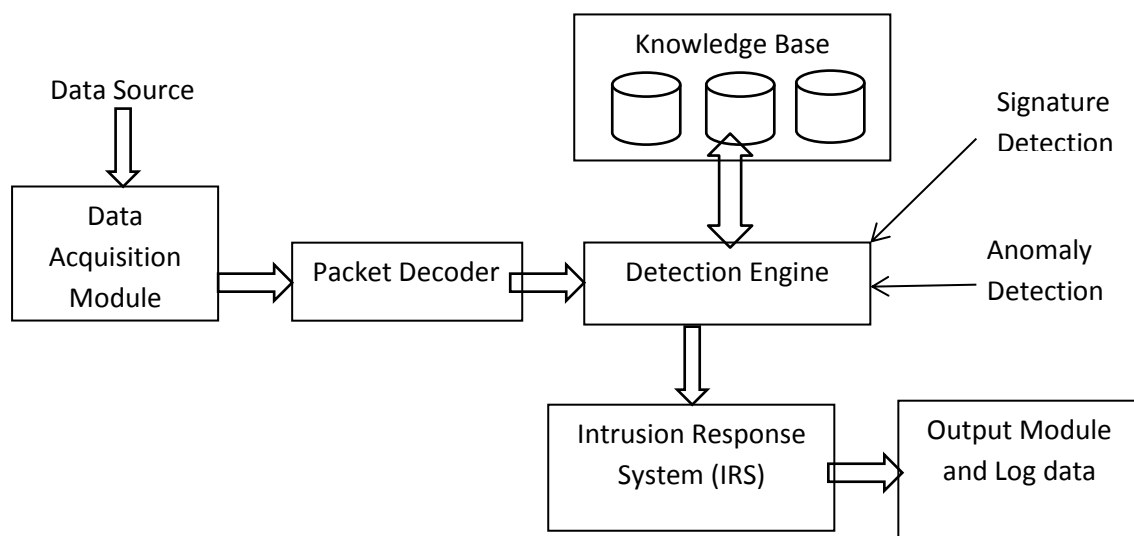 Knowledge Base
Data Source
Signature
Detection
Data
Acquisition
Module
Packet Decoder
Detection Engine
Anomaly
Detection
Intrusion Response
System (IRS)
Output Module
and Log data